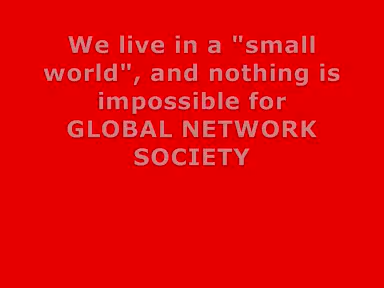 We live in a "small
world", and nothing is
impossible for
GLOBAL NETWORK
SOCIETY